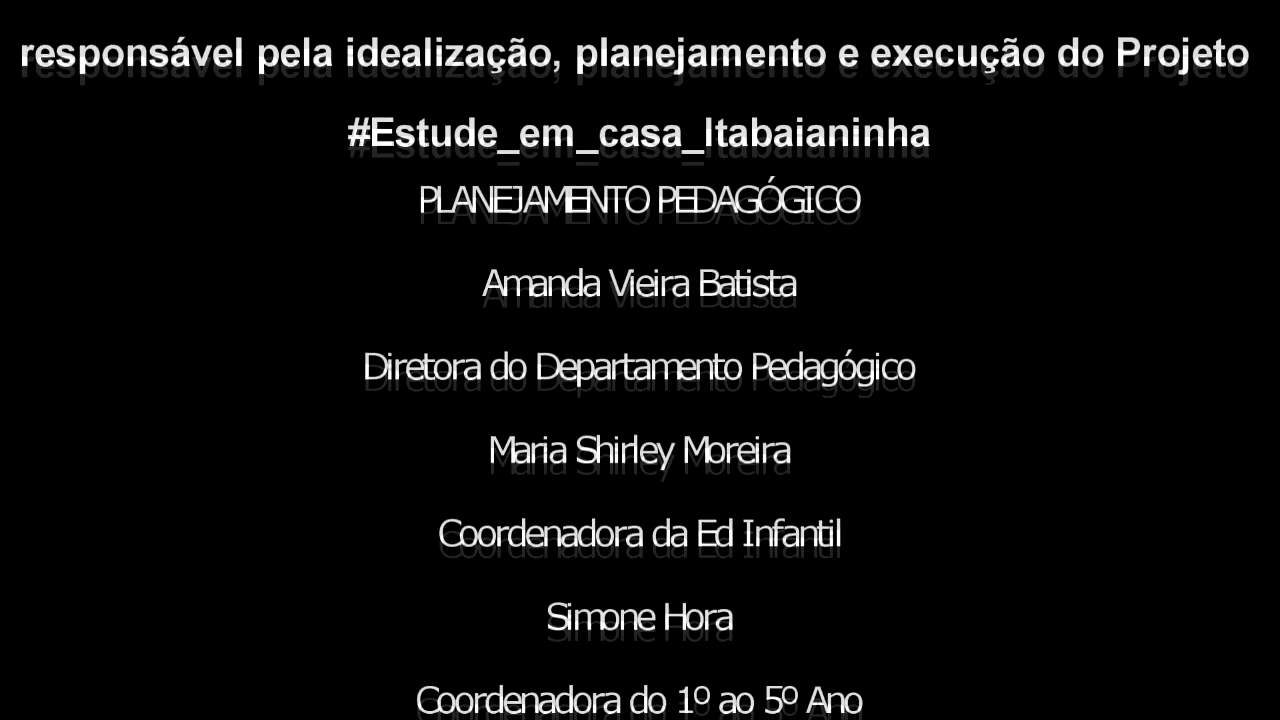 responsável pela idealização, planejamento e execução do Projeto
#Estude_em_casa_Itabaianinha
PLANEJAMENTO PEDAGÓGICO
Amanda Vieira Batista
Diretora do Departamento Pedagógico
Maria Shirley Moreira
Coordenadora da Ed Infantil
Simone Hora
Coordenadora do 1º ao 5º Ano